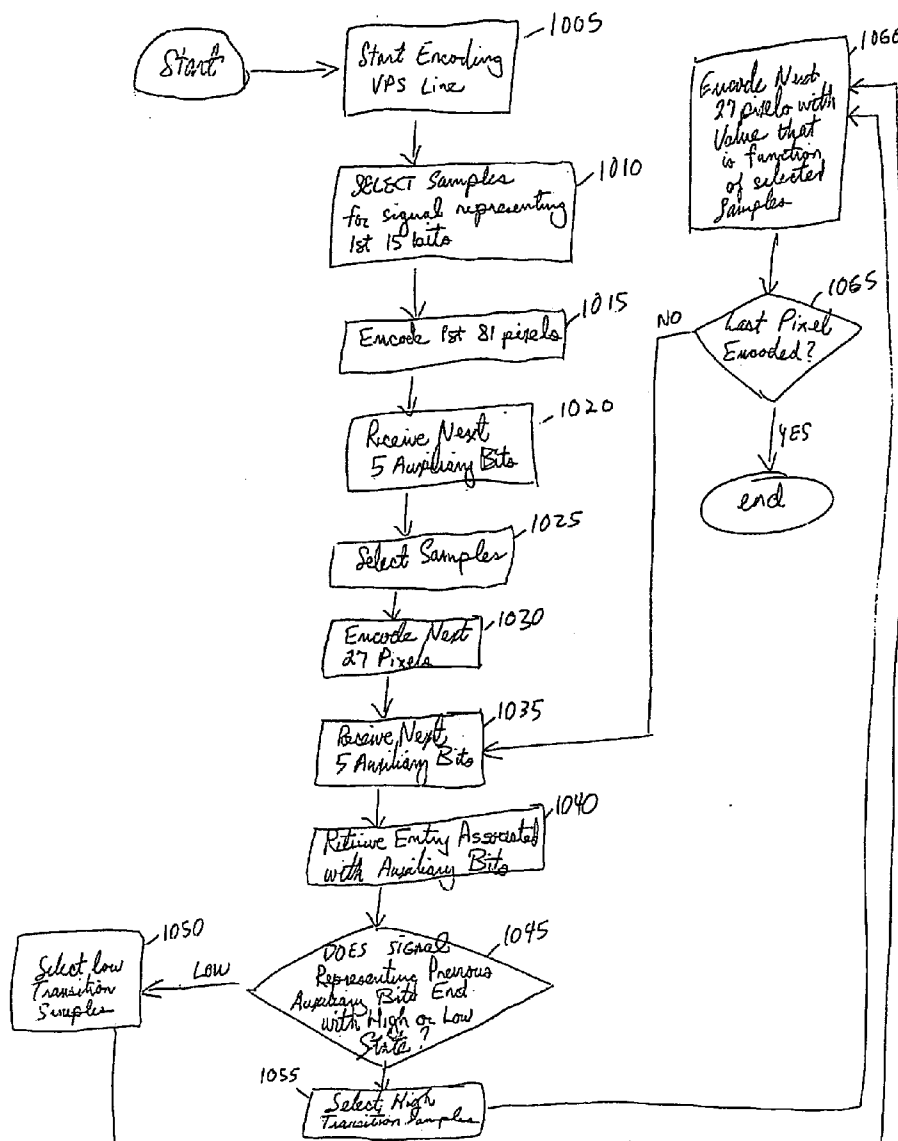 Start
1005
Start Encoding
VPS Line
1010
SELECT Samples
for signal representing
1st 15 bits
1015
Encode 1st 81 pixels
1020
Receive Next
5 Auxiliary Bits
1025
Select Samples
1030
Encode Next
27 Pixels
1035
Receive Next
5 Auxiliary Bits
1040
Retrieve Entry Associated
with Auxiliary Bits
1045
DOES SIGNAL
Representing Previous
Auxiliary Bits End
with High or Low
State?
LOW
1050
Select low
Transition
Samples
1055
Select High
Transition Samples
1060
Encode Next
27 pixels with
Value that
is function
of selected
Samples
1065
Last Pixel
Encoded?
NO
YES
end